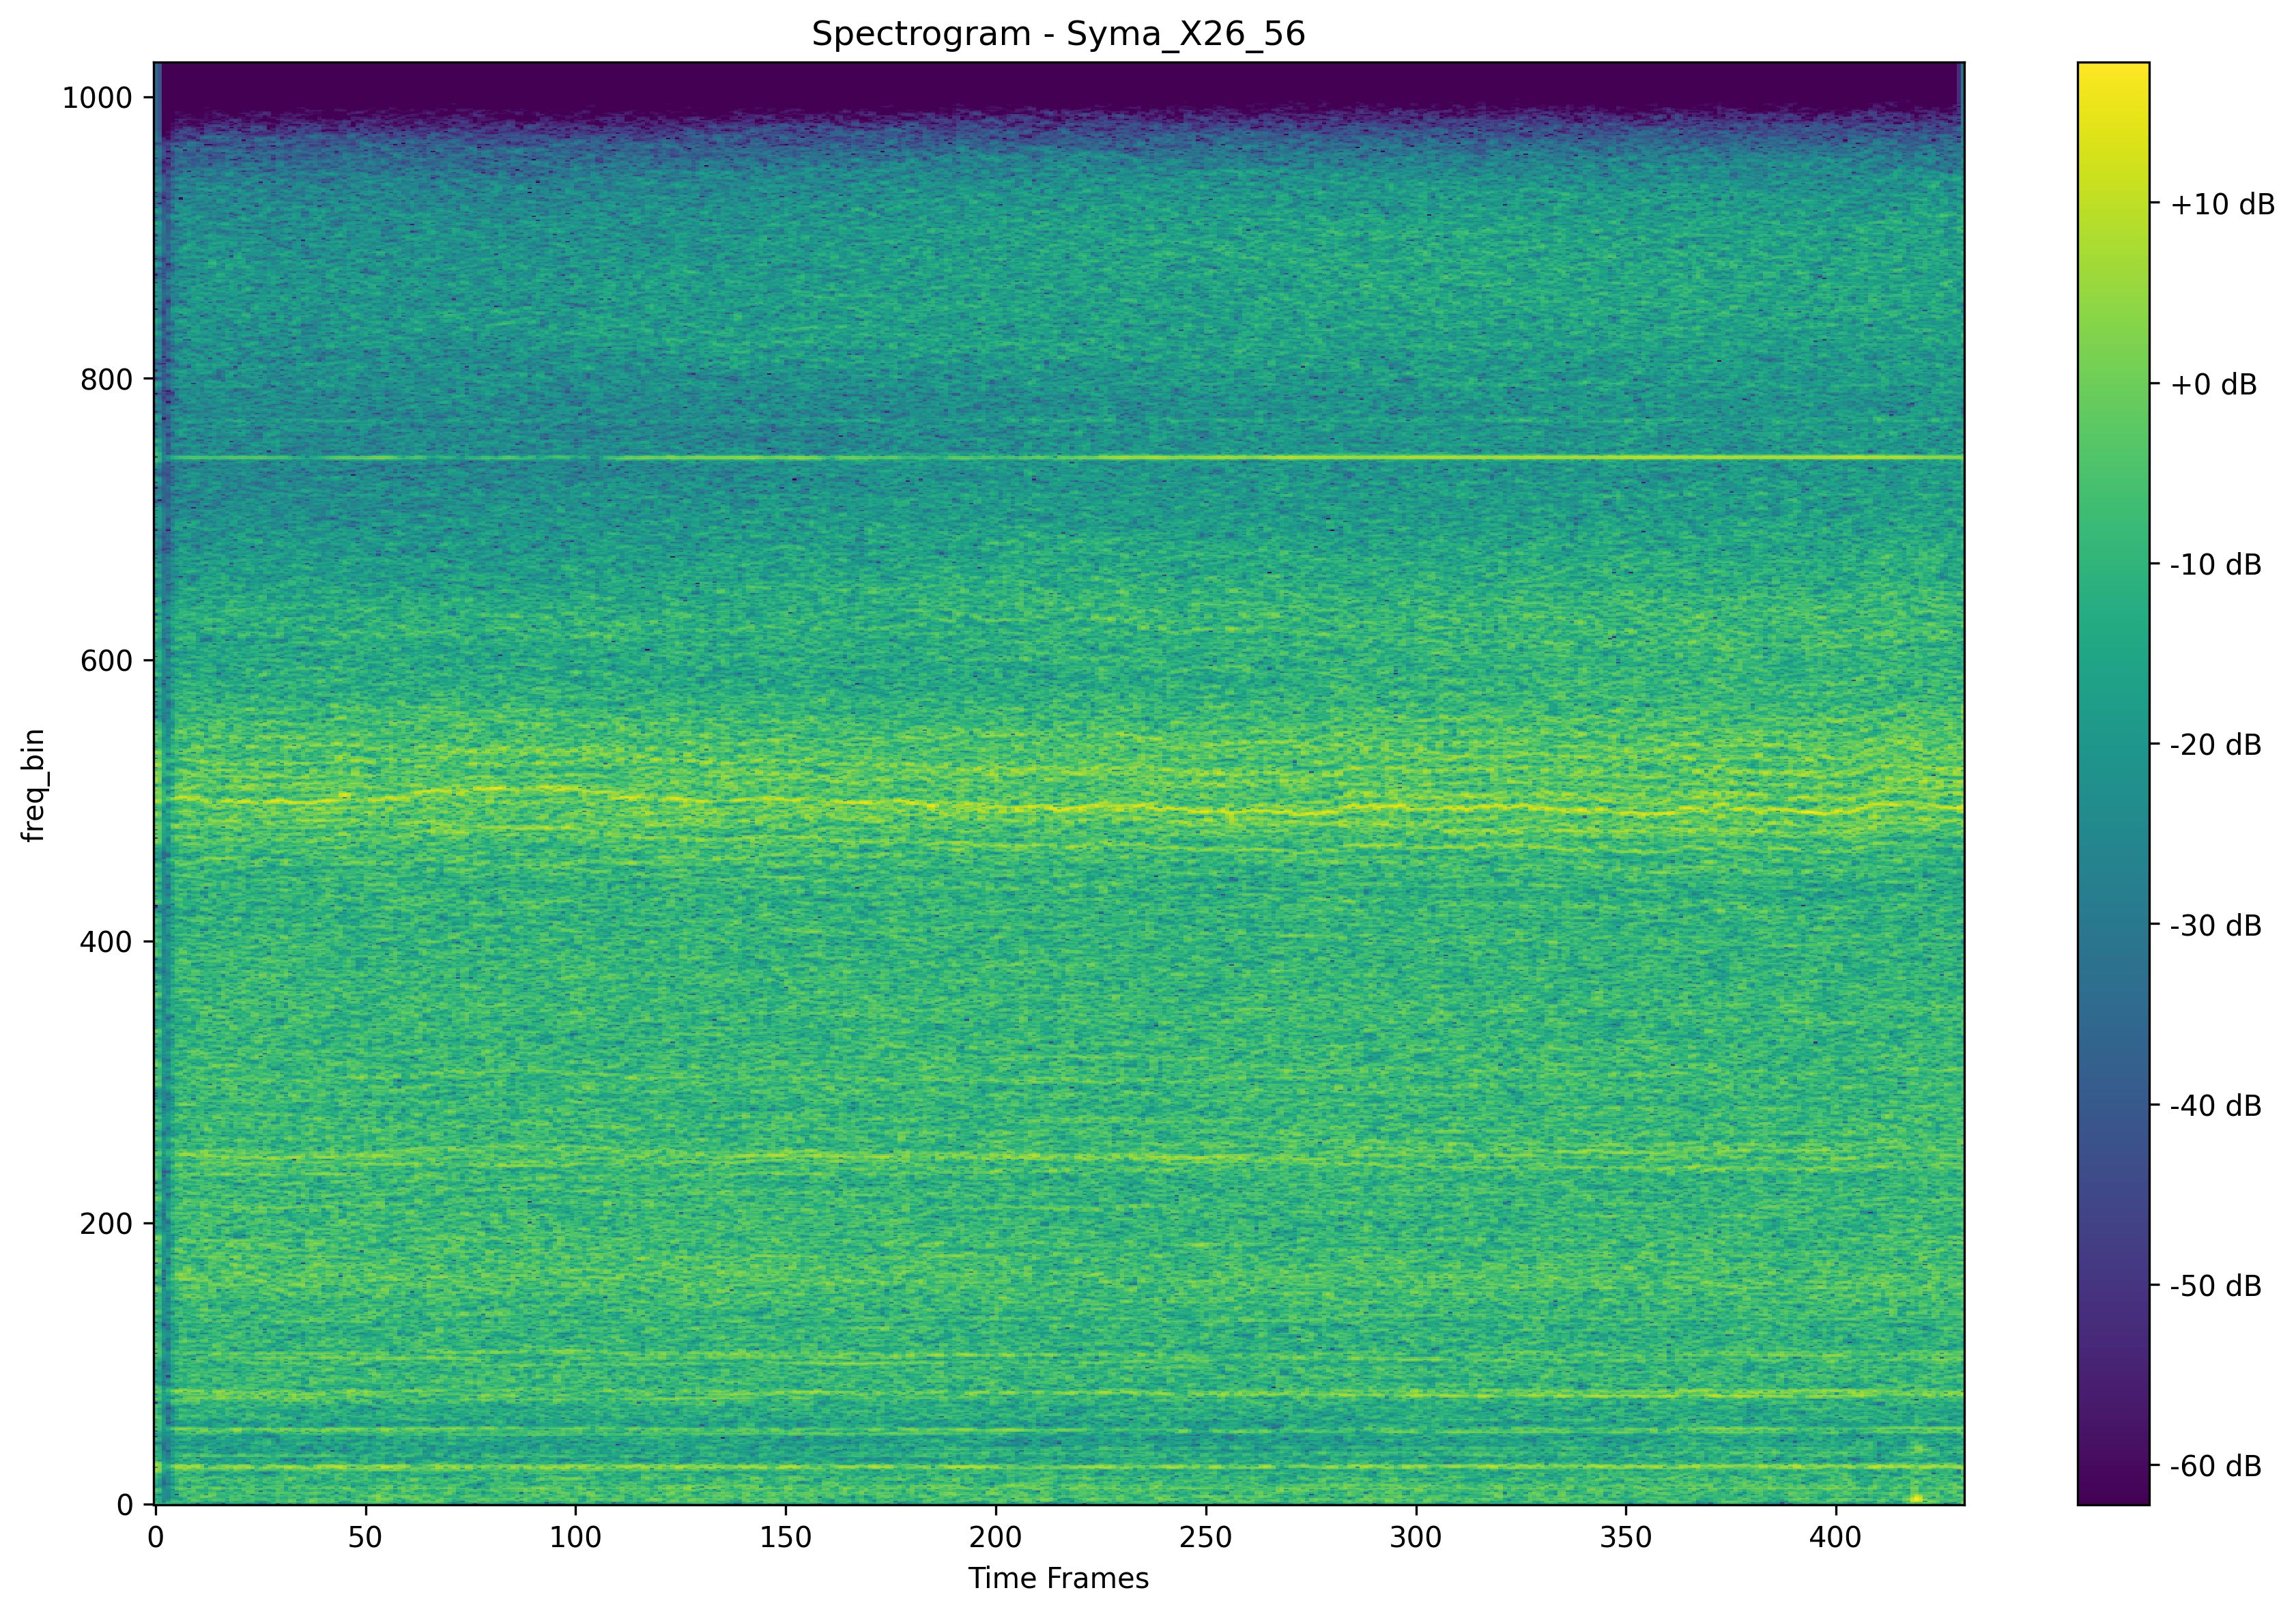 Spectrogram - Syma_X26_56
1000
800
600
400
200
0
freq_bin
0 50 100 150 200 250 300 350 400
Time Frames
+10 dB
+0 dB
-10 dB
-20 dB
-30 dB
-40 dB
-50 dB
-60 dB